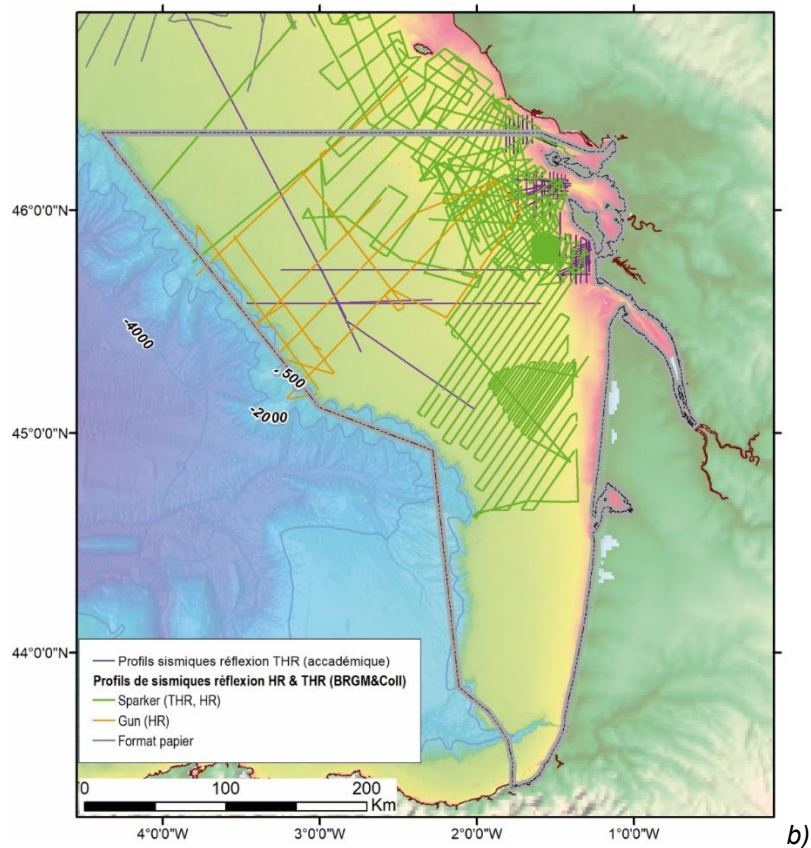 46°0'0"N
45°0'0"N
44°0'0"N
-4000
- 500
-2000
Profils sismiques réflexion THR (accadémique)
Profils de sismiques réflexion HR & THR (BRGM&Coll)
Sparker (THR, HR)
Gun (HR)
Format papier
0 100 200
Km
4°0'0"W 3°0'0"W 2°0'0"W 1°0'0"W
b)